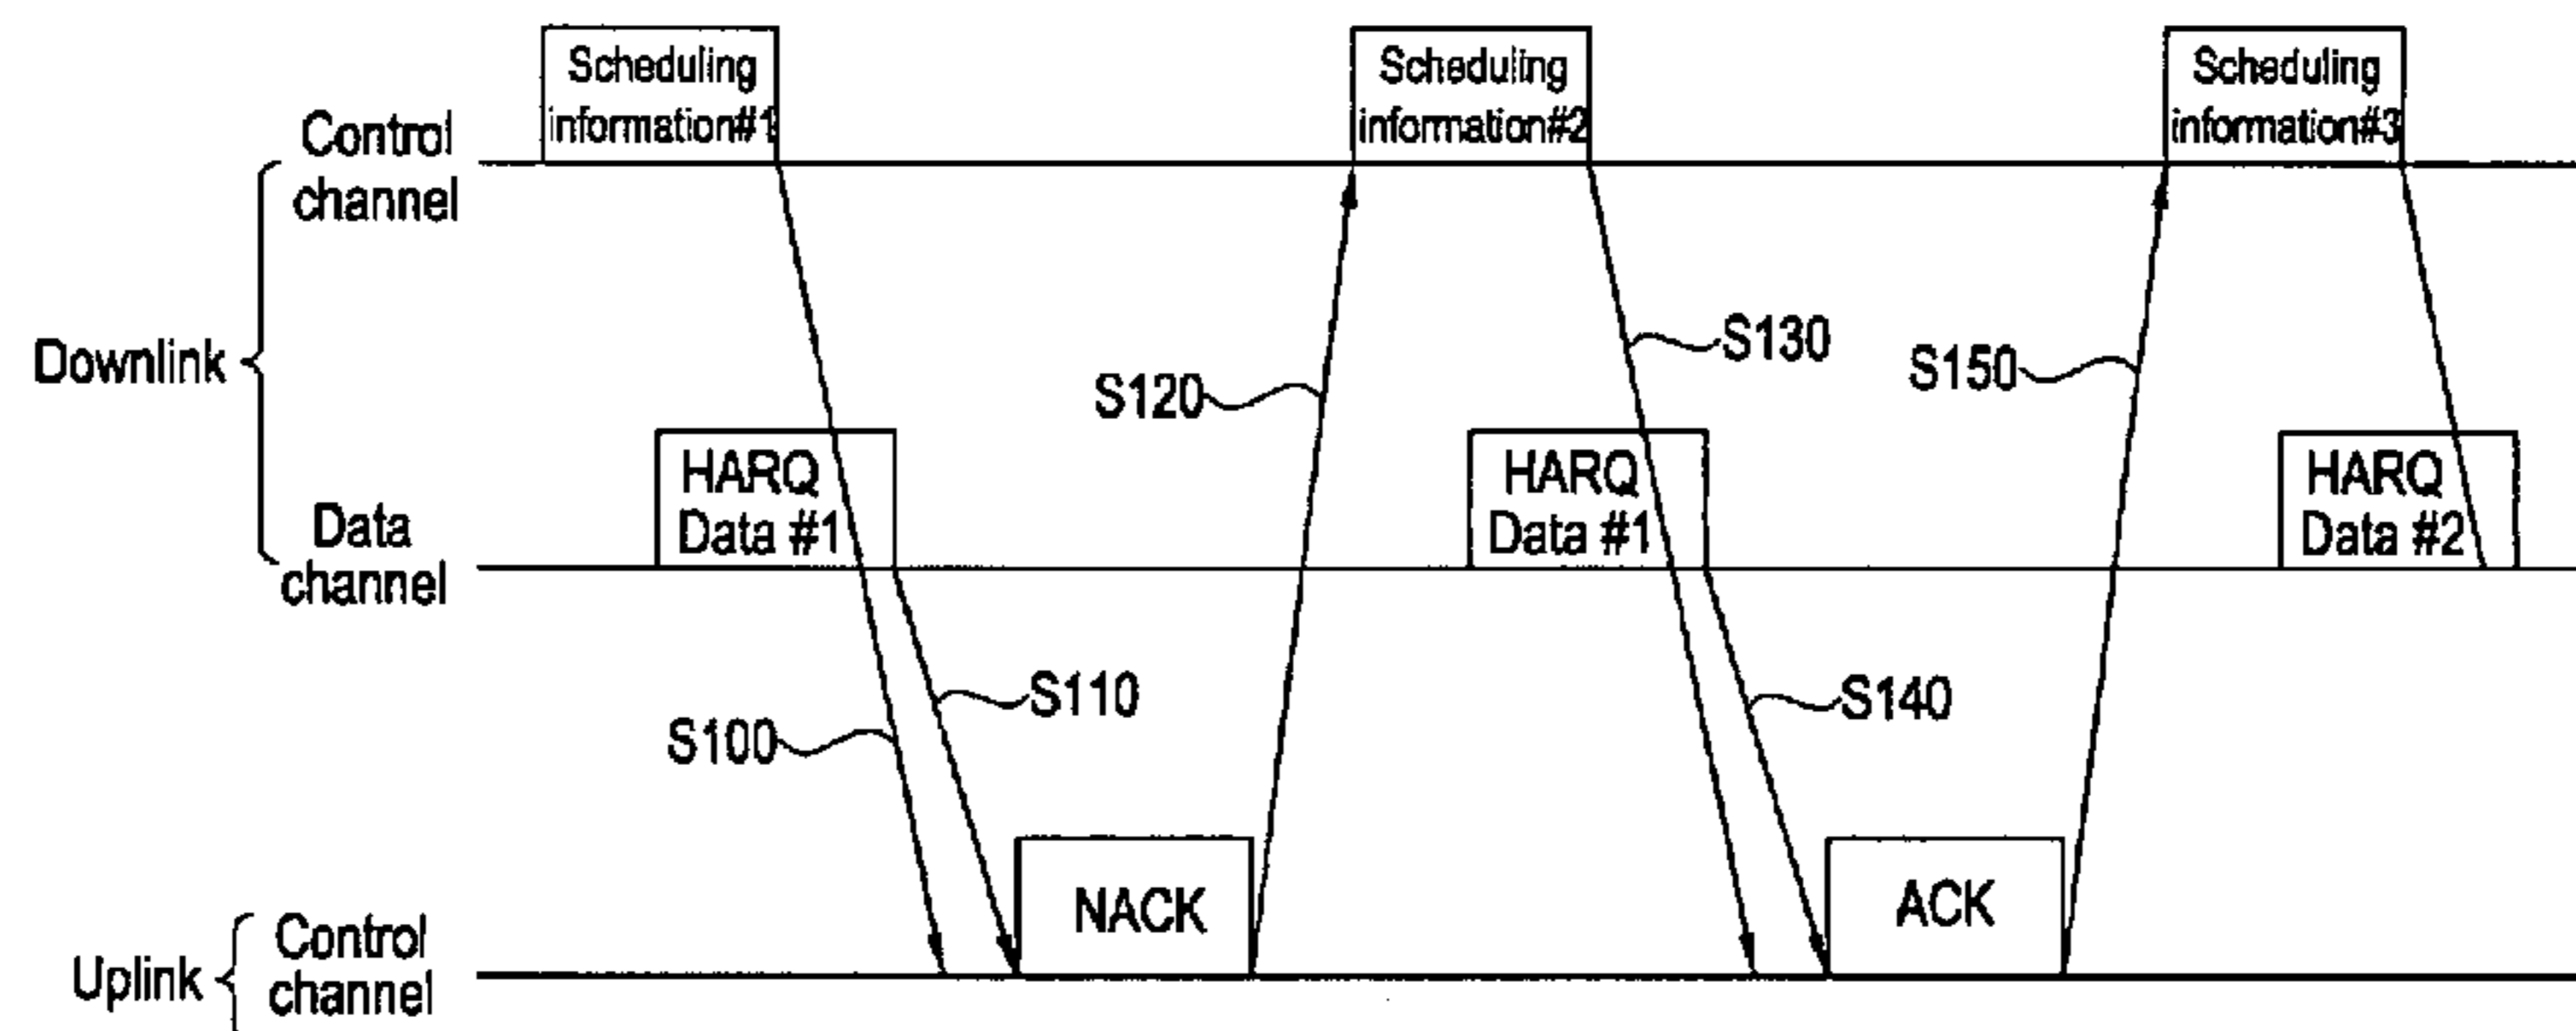 Scheduling
information#1
Scheduling
information#2
Scheduling
information#3
Control
channel
Downlink
S130
S150
S120
HARQ
Data #1
HARQ
Data #1
HARQ
Data #2
Data
channel
S110
S140
S100
NACK
ACK
Uplink
Control
channel